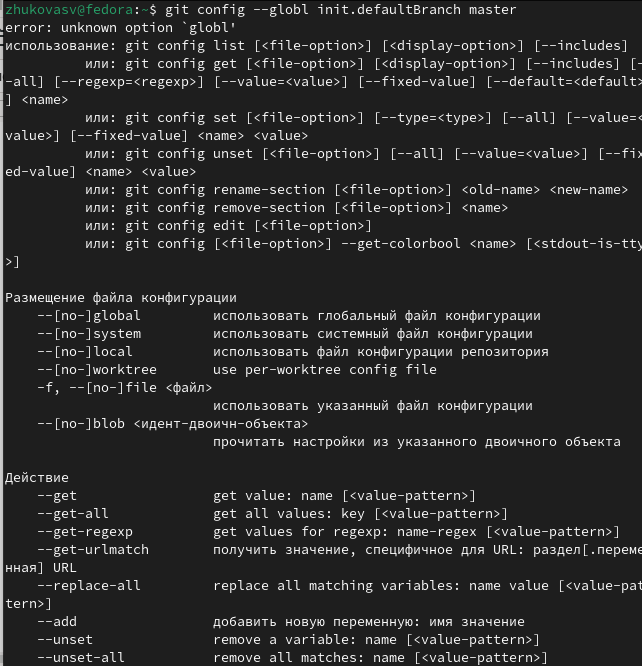 zhukovasv@fedora:~$ git config --globl init.defaultBranch master
error: unknown option `globl'
использование: git config list [<file-option>] [<display-option>] [--includes]
или: git config get [<file-option>] [<display-option>] [--includes] [-
-all] [--regexp=<regexp>] [--value=<value>] [--fixed-value] [--default=<default>
] <name>
или: git config set [<file-option>] [--type=<type>] [--all] [--value=<
value>] [--fixed-value] <name> <value>
или: git config unset [<file-option>] [--all] [--value=<value>] [--fix
ed-value] <name> <value>
или: git config rename-section [<file-option>] <old-name> <new-name>
или: git config remove-section [<file-option>] <name>
или: git config edit [<file-option>]
или: git config [<file-option>] --get-colorbool <name> [<stdout-is-tty
>]
Размещение файла конфигурации
--[no-]global использовать глобальный файл конфигурации
--[no-]system использовать системный файл конфигурации
--[no-]local использовать файл конфигурации репозитория
--[no-]worktree use per-worktree config file
-f, --[no-]file <файл>
использовать указанный файл конфигурации
--[no-]blob <идент-двоичн-объекта>
прочитать настройки из указанного двоичного объекта
Действие
--get get value: name [<value-pattern>]
--get-all get all values: key [<value-pattern>]
--get-regexp get values for regexp: name-regex [<value-pattern>]
--get-urlmatch получить значение, специфичное для URL: раздел[.переме
нная] URL
--replace-all replace all matching variables: name value [<value-pat
tern>]
--add добавить новую переменную: имя значение
--unset remove a variable: name [<value-pattern>]
--unset-all remove all matches: name [<value-pattern>]